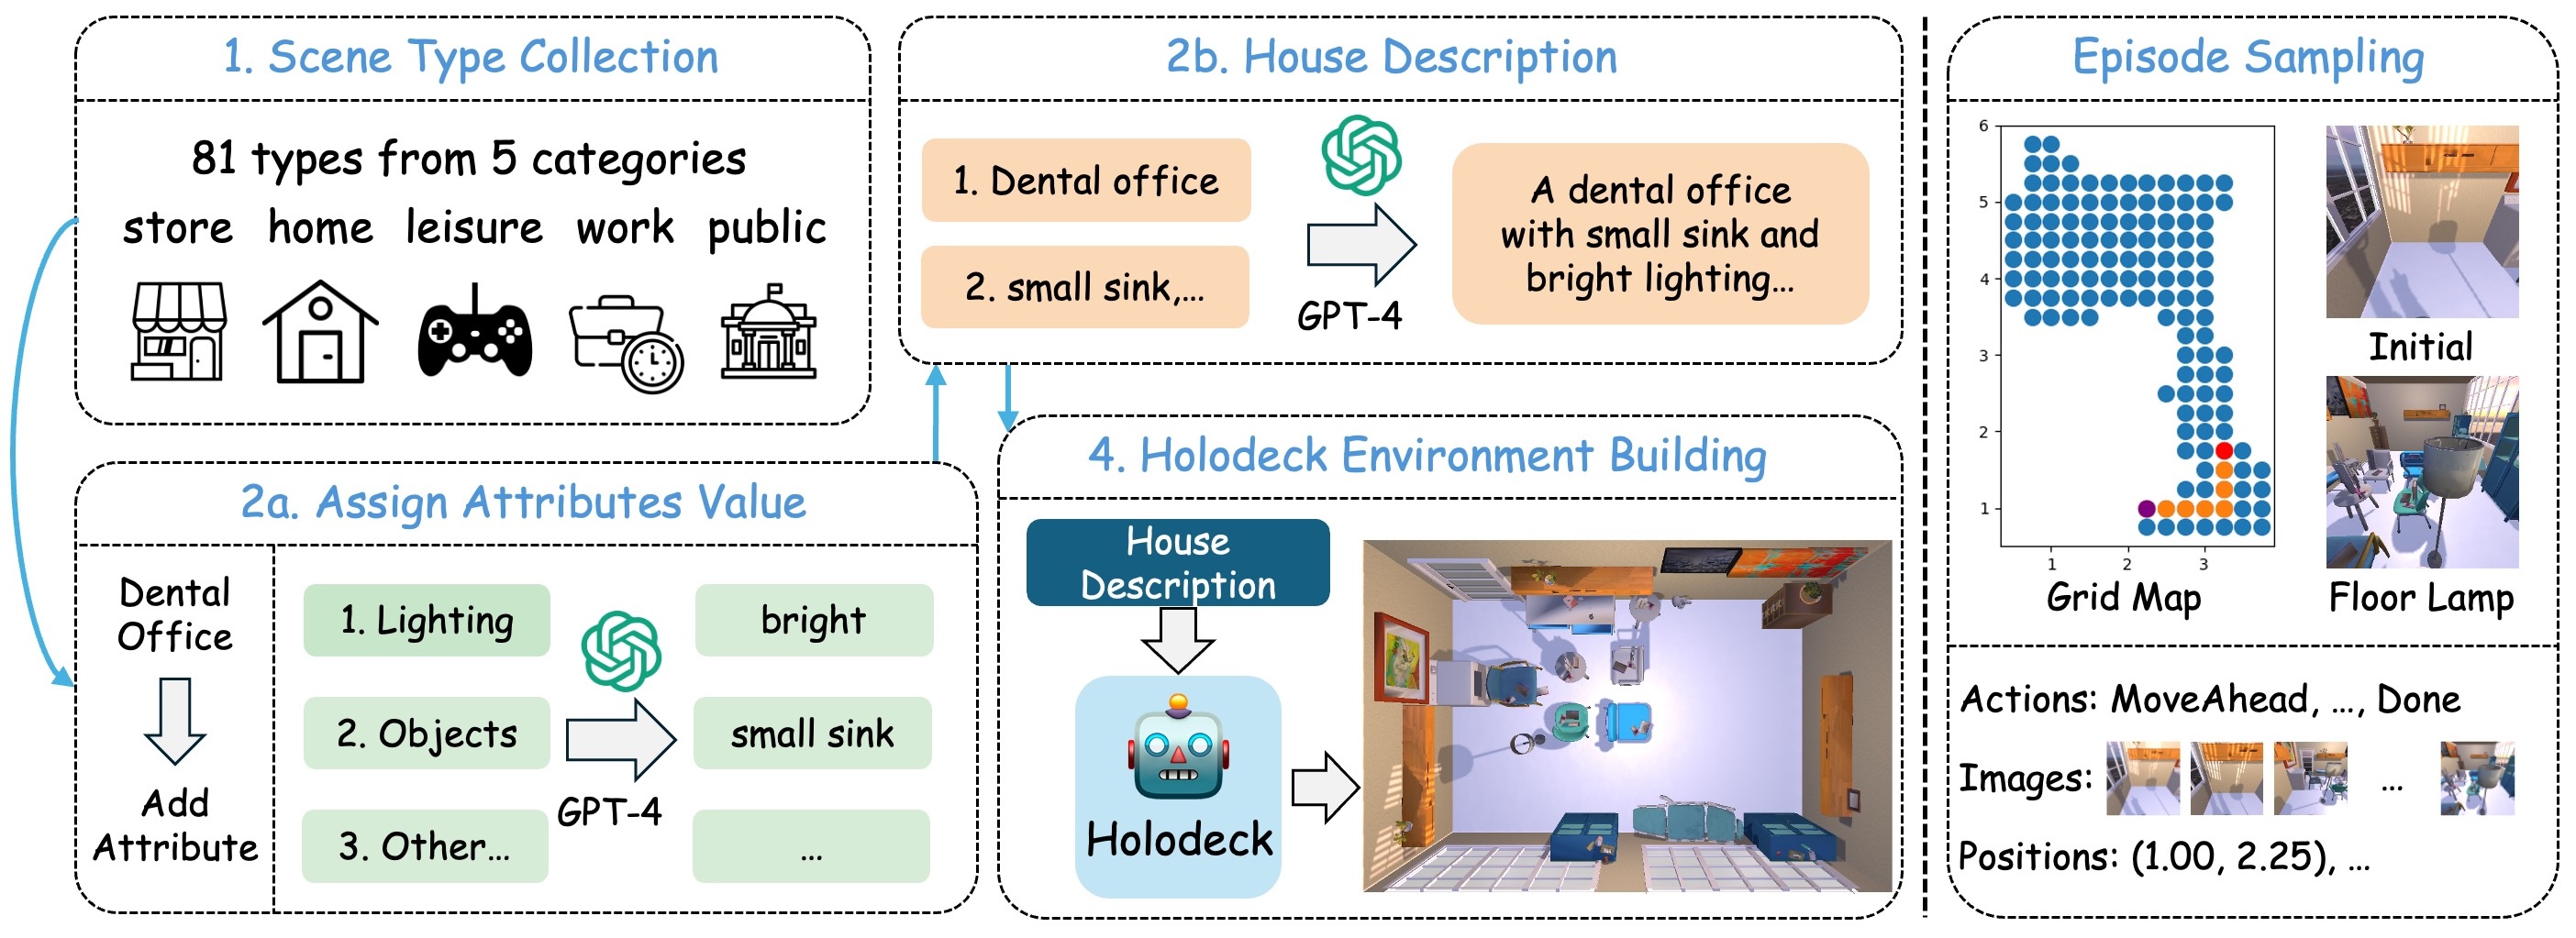 1. Scene Type Collection
81 types from 5 categories
store home leisure work public
2a. Assign Attributes Value
Dental
Office
Add
Attribute
1. Lighting
2. Objects
3. Other...
GPT-4
bright
small sink
...
2b. House Description
1. Dental office
2. small sink,...
GPT-4
A dental office
with small sink and
bright lighting...
4. Holodeck Environment Building
House
Description
Holodeck
Episode Sampling
6
5
4
3
2
1
1 2 3
Grid Map
Initial
Floor Lamp
Actions: MoveAhead, ..., Done
Images: ...
Positions: (1.00, 2.25), ...